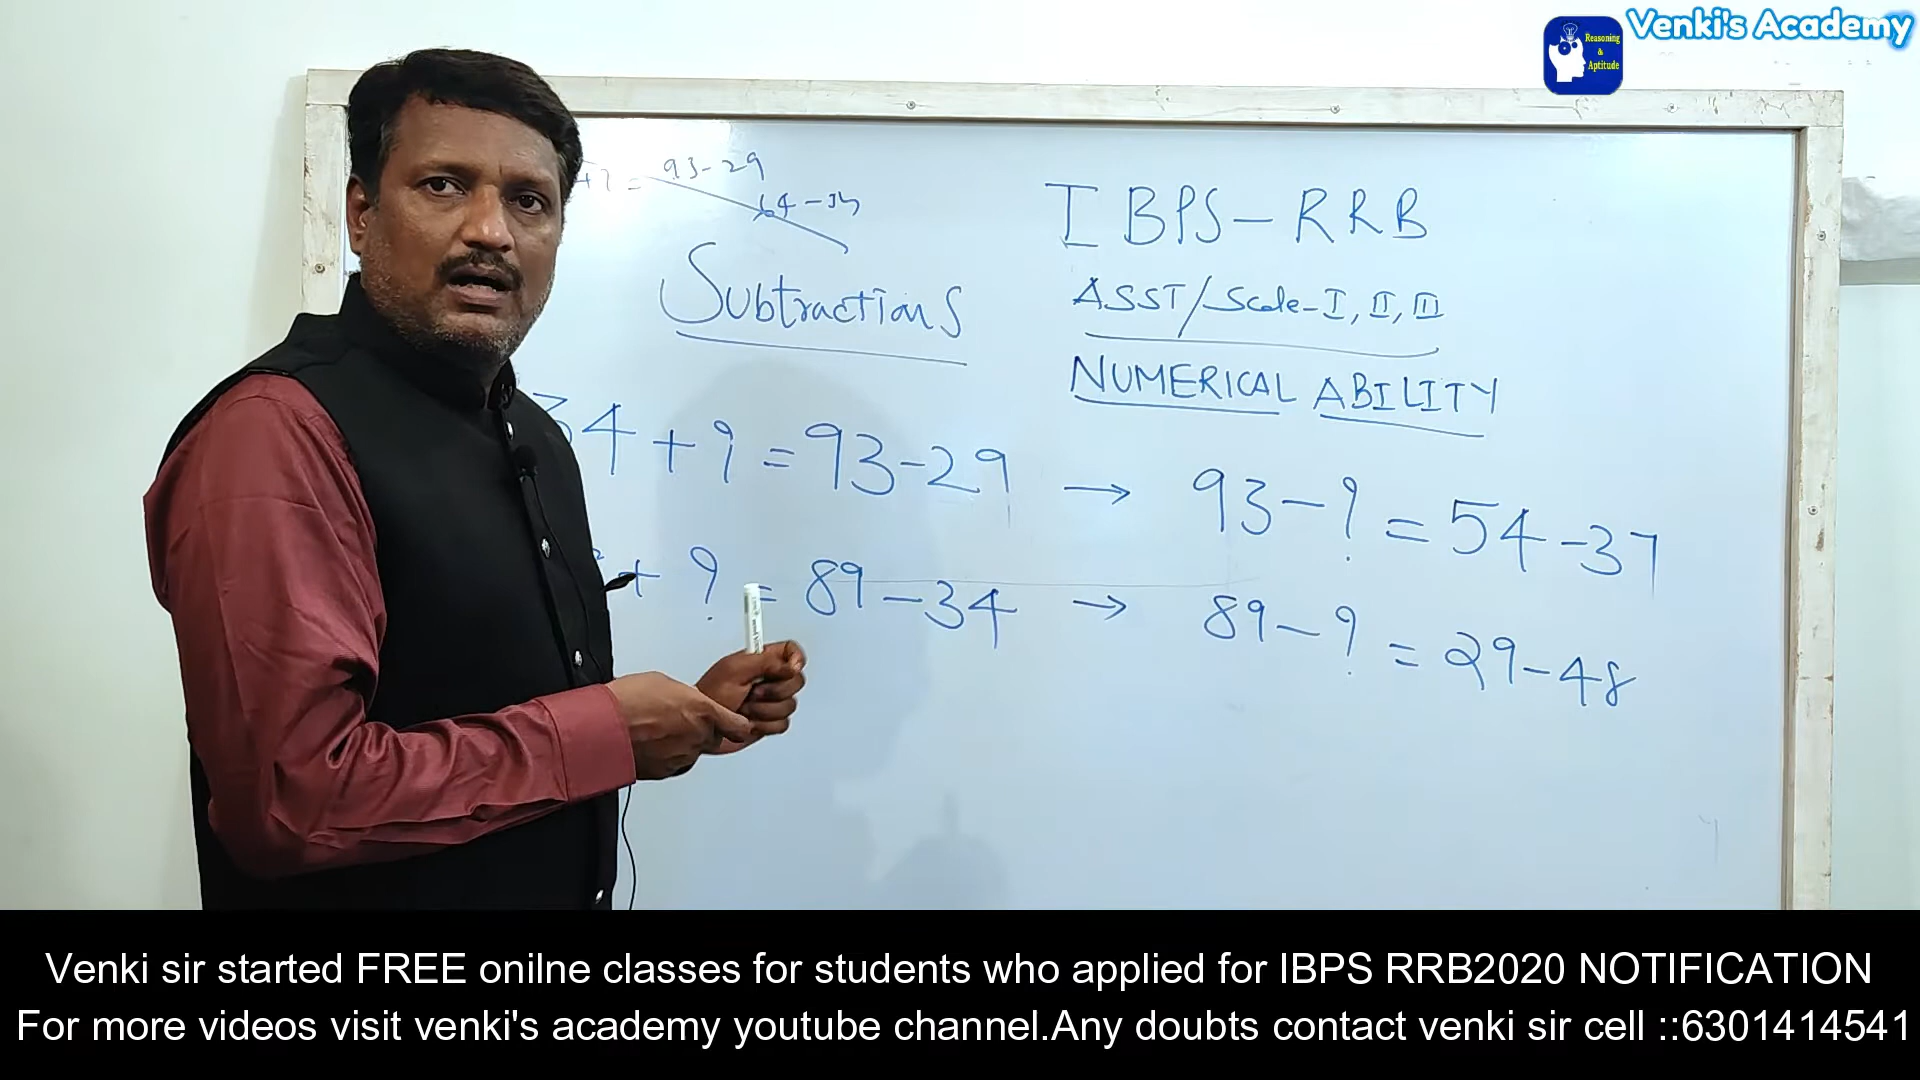 Venki's Academy
Reasoning
&
Aptitude
+ ? = 93-29
64-34
IBPS-RRB
Subtractions
ASST/Scale-I, II, III
NUMERICAL ABILITY
34 + ? = 93-29 → 93-? = 54-37
+ ? = 89-34 → 89-? = 29-48
Venki sir started FREE onilne classes for students who applied for IBPS RRB2020 NOTIFICATION
For more videos visit venki's academy youtube channel.Any doubts contact venki sir cell ::6301414541